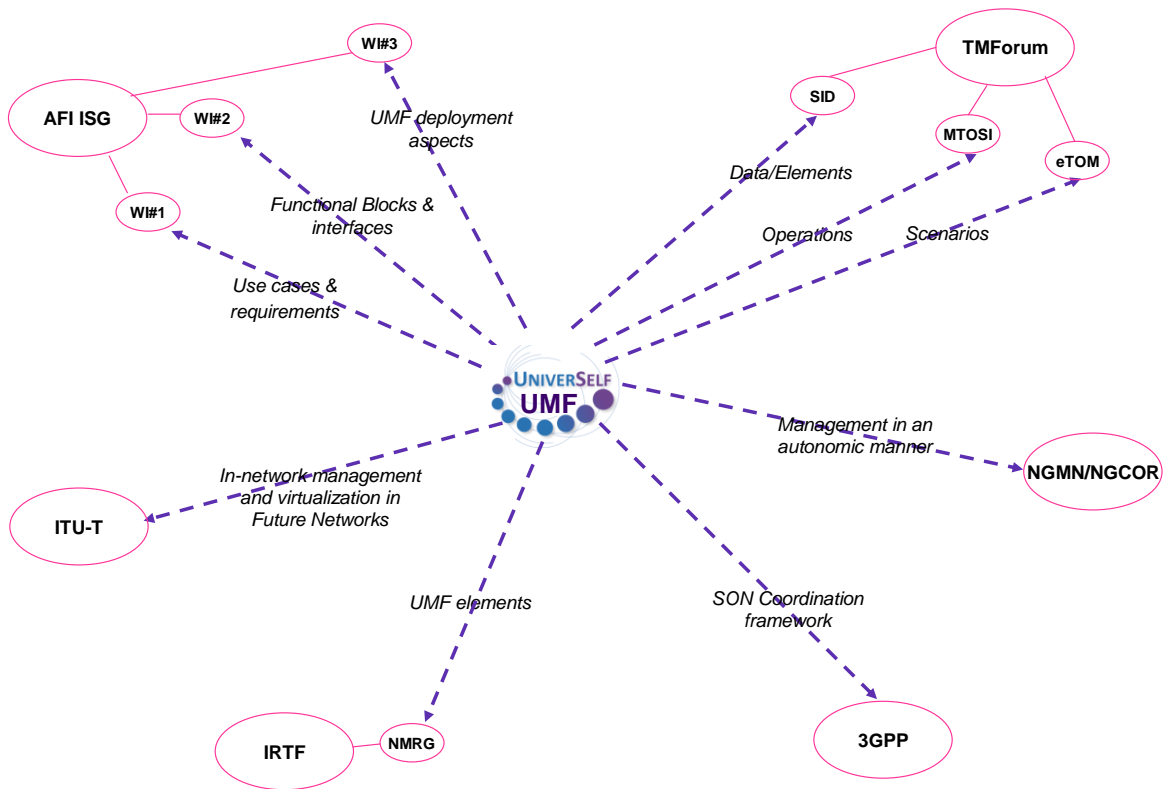 WI#3
TMForum
AFI ISG
WI#2
SID
UMF deployment
aspects
MTOSI
eTOM
Data/Elements
WI#1
Functional Blocks &
interfaces
Operations
Scenarios
Use cases &
requirements
UNIVERSELF
UMF
Management in an
autonomic manner
NGMN/NGCOR
In-network management
and virtualization in
Future Networks
ITU-T
UMF elements
SON Coordination
framework
IRTF
NMRG
3GPP